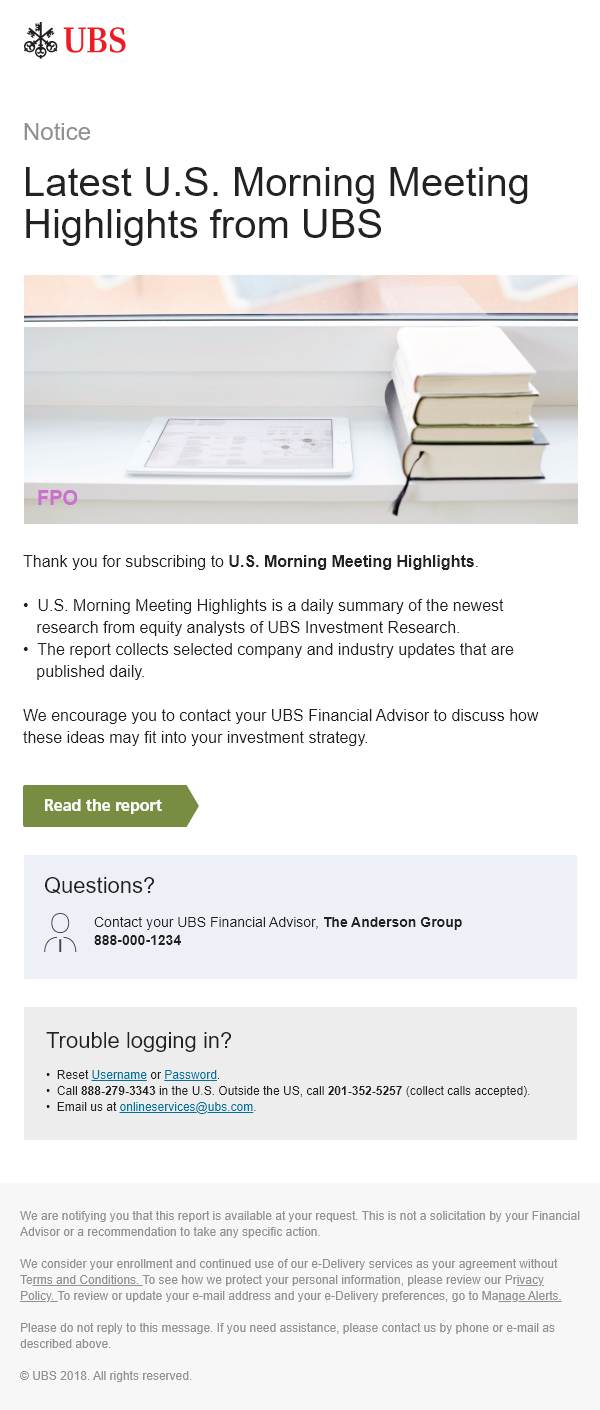 UBS
Notice
Latest U.S. Morning Meeting
Highlights from UBS
FPO
Thank you for subscribing to U.S. Morning Meeting Highlights.
• U.S. Morning Meeting Highlights is a daily summary of the newest
research from equity analysts of UBS Investment Research.
• The report collects selected company and industry updates that are
published daily.
We encourage you to contact your UBS Financial Advisor to discuss how
these ideas may fit into your investment strategy.
Read the report
Questions?
Contact your UBS Financial Advisor, The Anderson Group
888-000-1234
Trouble logging in?
• Reset Username or Password.
• Call 888-279-3343 in the U.S. Outside the US, call 201-352-5257 (collect calls accepted).
• Email us at onlineservices@ubs.com.
We are notifying you that this report is available at your request. This is not a solicitation by your Financial
Advisor or a recommendation to take any specific action.
We consider your enrollment and continued use of our e-Delivery services as your agreement without
Terms and Conditions. To see how we protect your personal information, please review our Privacy
Policy. To review or update your e-mail address and your e-Delivery preferences, go to Manage Alerts.
Please do not reply to this message. If you need assistance, please contact us by phone or e-mail as
described above.
© UBS 2018. All rights reserved.